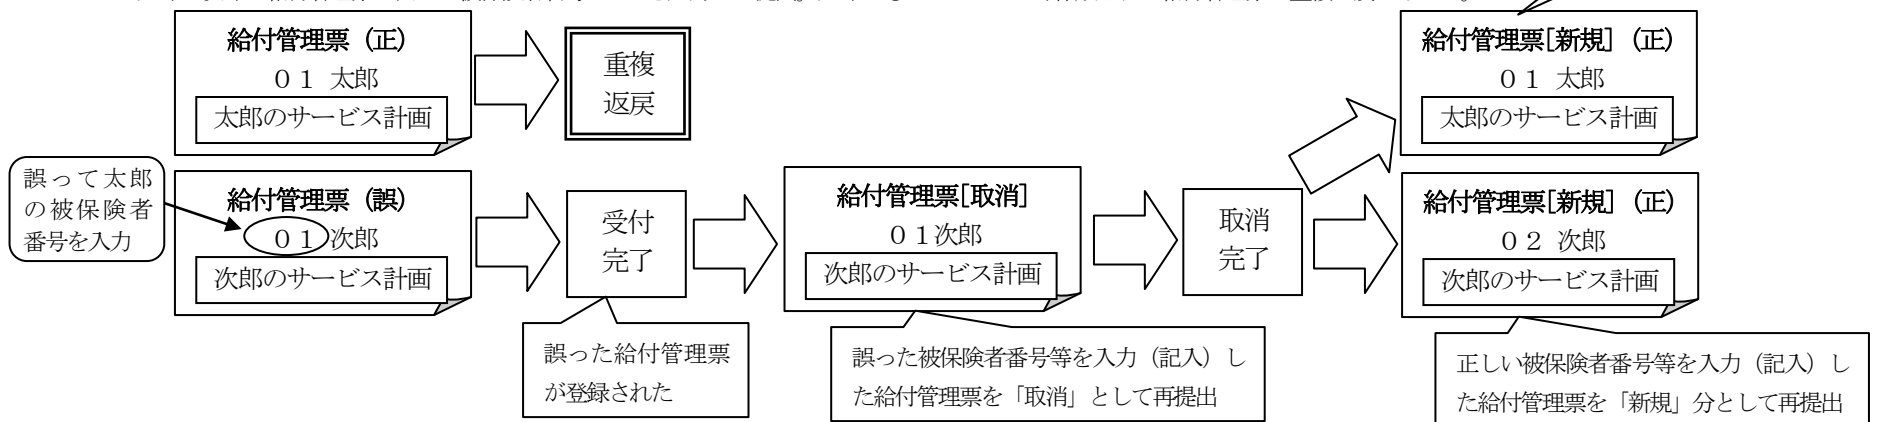 給付管理票（正）
０１ 太郎
太郎のサービス計画
重複
返戻
給付管理票[新規]（正）
０１ 太郎
太郎のサービス計画
誤って太郎
の被保険者
番号を入力
給付管理票（誤）
０１次郎
次郎のサービス計画
受付
完了
給付管理票[取消]
０１次郎
次郎のサービス計画
取消
完了
給付管理票[新規]（正）
０２ 次郎
次郎のサービス計画
誤った給付管理票
が登録された
誤った被保険者番号等を入力（記入）し
た給付管理票を「取消」として再提出
正しい被保険者番号等を入力（記入）し
た給付管理票を「新規」分として再提出